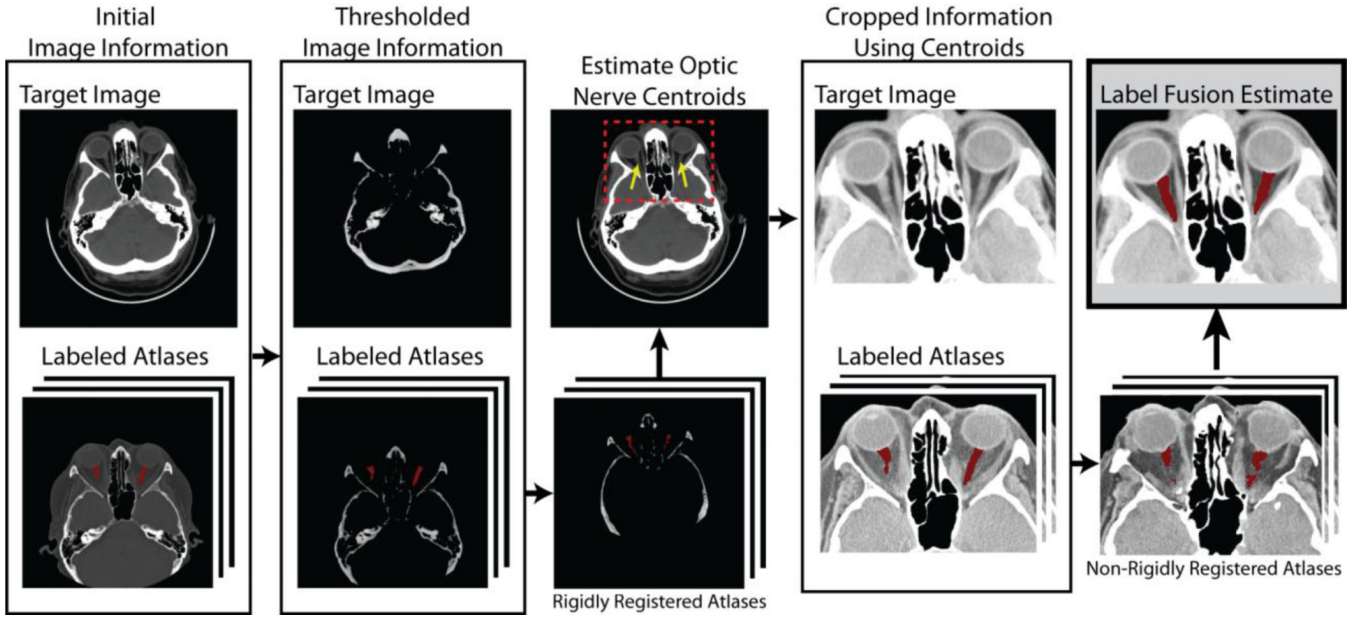 Initial
Image Information
Target Image
Labeled Atlases
Thresholded
Image Information
Target Image
Labeled Atlases
Estimate Optic
Nerve Centroids
Rigidly Registered Atlases
Cropped Information
Using Centroids
Target Image
Labeled Atlases
Label Fusion Estimate
Non-Rigidly Registered Atlases